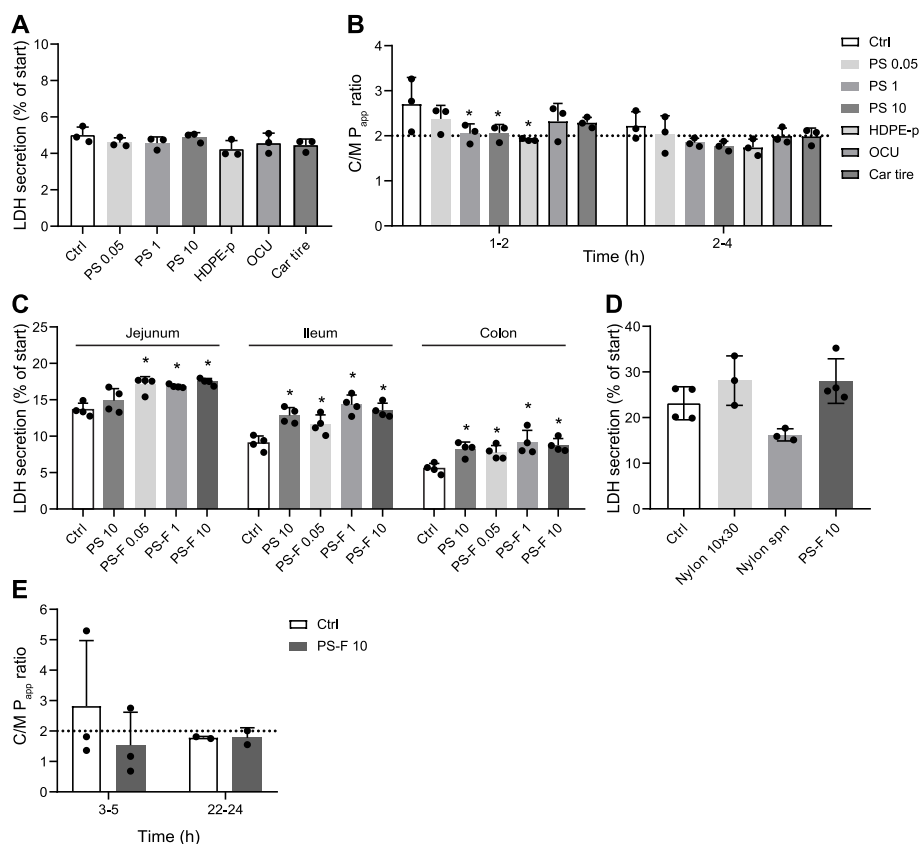 A
LDH secretion (% of start)
10
8
6
4
2
0
Ctrl
PS 0.05
PS 1
PS 10
HDPE-p
OCU
Car tire
B
C/M Papp ratio
4
3
2
1
0
* * *
1-2
2-4
Time (h)
Ctrl
PS 0.05
PS 1
PS 10
HDPE-p
OCU
Car tire
C
LDH secretion (% of start)
25
20
15
10
5
0
Jejunum
Ileum
Colon
* * *
* * * *
* * * *
Ctrl
PS 10
PS-F 0.05
PS-F 1
PS-F 10
Ctrl
PS 10
PS-F 0.05
PS-F 1
PS-F 10
Ctrl
PS 10
PS-F 0.05
PS-F 1
PS-F 10
D
LDH secretion (% of start)
40
30
20
10
0
Ctrl
Nylon 10x30
Nylon spn
PS-F 10
E
C/M Papp ratio
6
5
4
3
2
1
0
3-5
22-24
Time (h)
Ctrl
PS-F 10